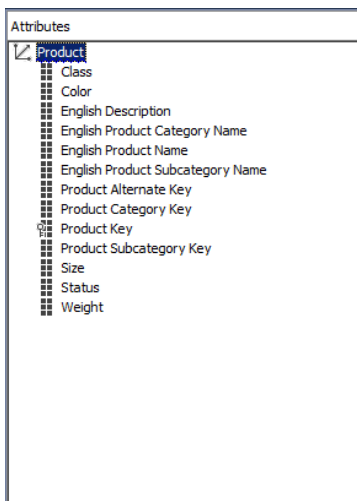 Attributes
Product
Class
Color
English Description
English Product Category Name
English Product Name
English Product Subcategory Name
Product Alternate Key
Product Category Key
Product Key
Product Subcategory Key
Size
Status
Weight